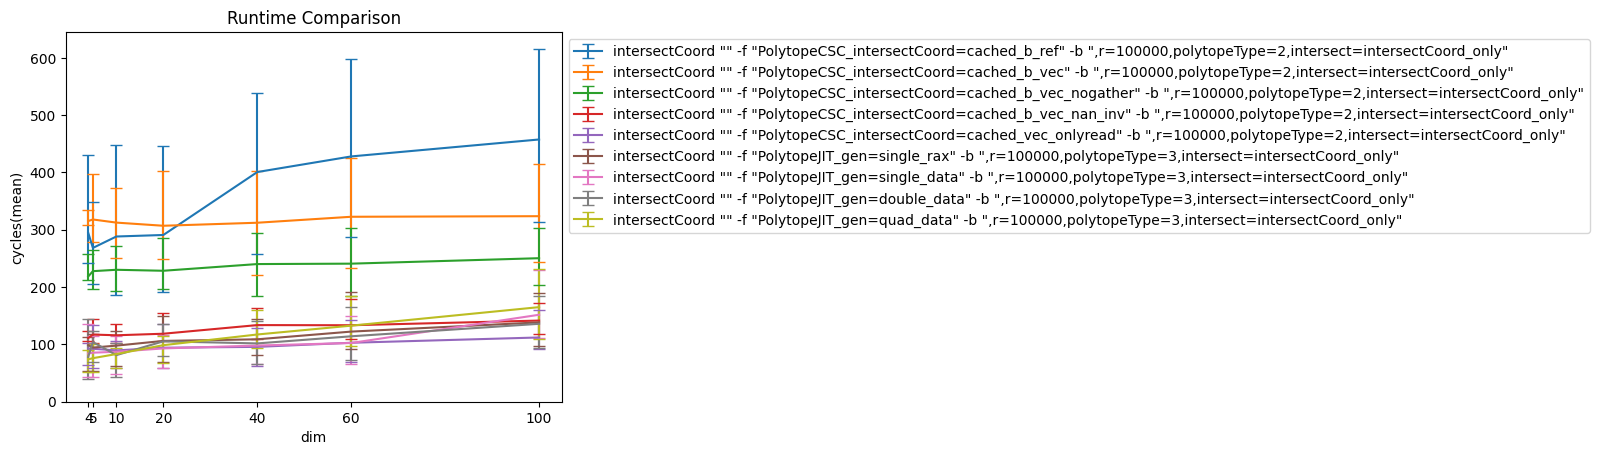 Runtime Comparison
cycles(mean)
600
500
400
300
200
100
0
4 5 10 20 40 60 100
dim
intersectCoord "" -f "PolytopeCSC_intersectCoord=cached_b_ref" -b ",r=100000,polytopeType=2,intersect=intersectCoord_only"
intersectCoord "" -f "PolytopeCSC_intersectCoord=cached_b_vec" -b ",r=100000,polytopeType=2,intersect=intersectCoord_only"
intersectCoord "" -f "PolytopeCSC_intersectCoord=cached_b_vec_nogather" -b ",r=100000,polytopeType=2,intersect=intersectCoord_only"
intersectCoord "" -f "PolytopeCSC_intersectCoord=cached_b_vec_nan_inv" -b ",r=100000,polytopeType=2,intersect=intersectCoord_only"
intersectCoord "" -f "PolytopeCSC_intersectCoord=cached_vec_onlyread" -b ",r=100000,polytopeType=2,intersect=intersectCoord_only"
intersectCoord "" -f "PolytopeJIT_gen=single_rax" -b ",r=100000,polytopeType=3,intersect=intersectCoord_only"
intersectCoord "" -f "PolytopeJIT_gen=single_data" -b ",r=100000,polytopeType=3,intersect=intersectCoord_only"
intersectCoord "" -f "PolytopeJIT_gen=double_data" -b ",r=100000,polytopeType=3,intersect=intersectCoord_only"
intersectCoord "" -f "PolytopeJIT_gen=quad_data" -b ",r=100000,polytopeType=3,intersect=intersectCoord_only"